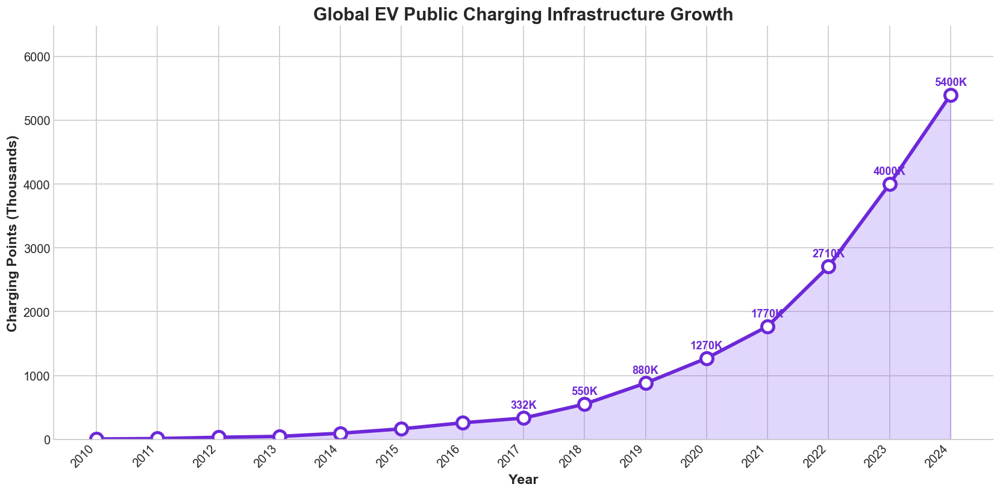 Global EV Public Charging Infrastructure Growth
Charging Points (Thousands)
6000
5000
4000
3000
2000
1000
0
5400K
4000K
2710K
1770K
1270K
880K
550K
332K
2010
2011
2012
2013
2014
2015
2016
2017
2018
2019
2020
2021
2022
2023
2024
Year